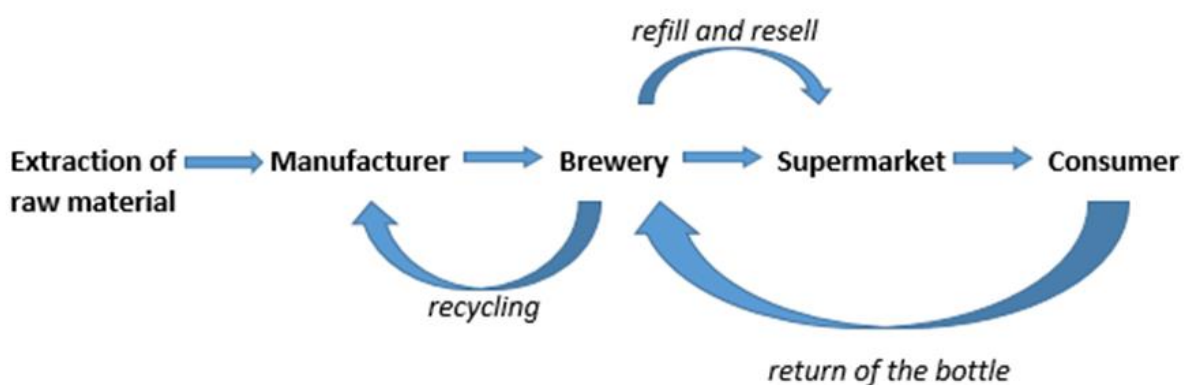 refill and resell
Extraction of
raw material
Manufacturer
Brewery
Supermarket
Consumer
recycling
return of the bottle